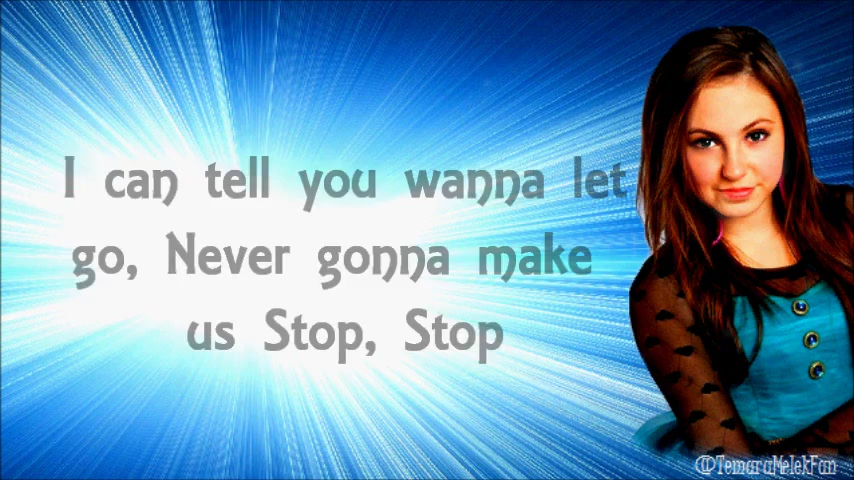 I can tell you wanna let
go, Never gonna make
us Stop, Stop
@TemaraMelekFan